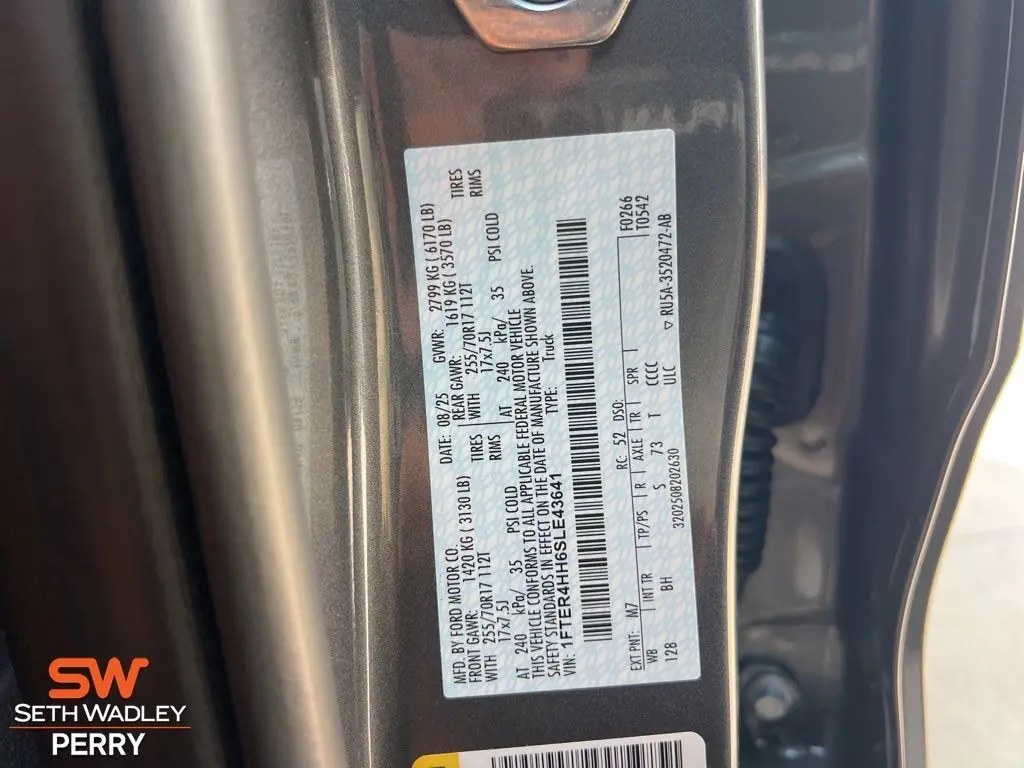 MFD. BY FORD MOTOR CO.
DATE: 08/25 GVWR: 2799 KG ( 6170 LB)
FRONT GAWR: 1420 KG ( 3130 LB)
REAR GAWR: 1619 KG ( 3570 LB)
WITH 255/70R17 112T TIRES
WITH 255/70R17 112T TIRES
17x7.5J RIMS
17x7.5J RIMS
AT 240 kPa/ 35 PSI COLD
AT 240 kPa/ 35 PSI COLD
THIS VEHICLE CONFORMS TO ALL APPLICABLE FEDERAL MOTOR VEHICLE
SAFETY STANDARDS IN EFFECT ON THE DATE OF MANUFACTURE SHOWN ABOVE.
VIN: 1FTER4HH6SLE43641
TYPE: Truck
F0266
T0542
EXT PNT: M7 RC: 52 DSO:
WB INT TR TP/PS R AXLE TR SPR
128 BH S 73 T CCCC
ULC
3202508202630
▽ RU5A-3520472-AB
SW
SETH WADLEY
PERRY